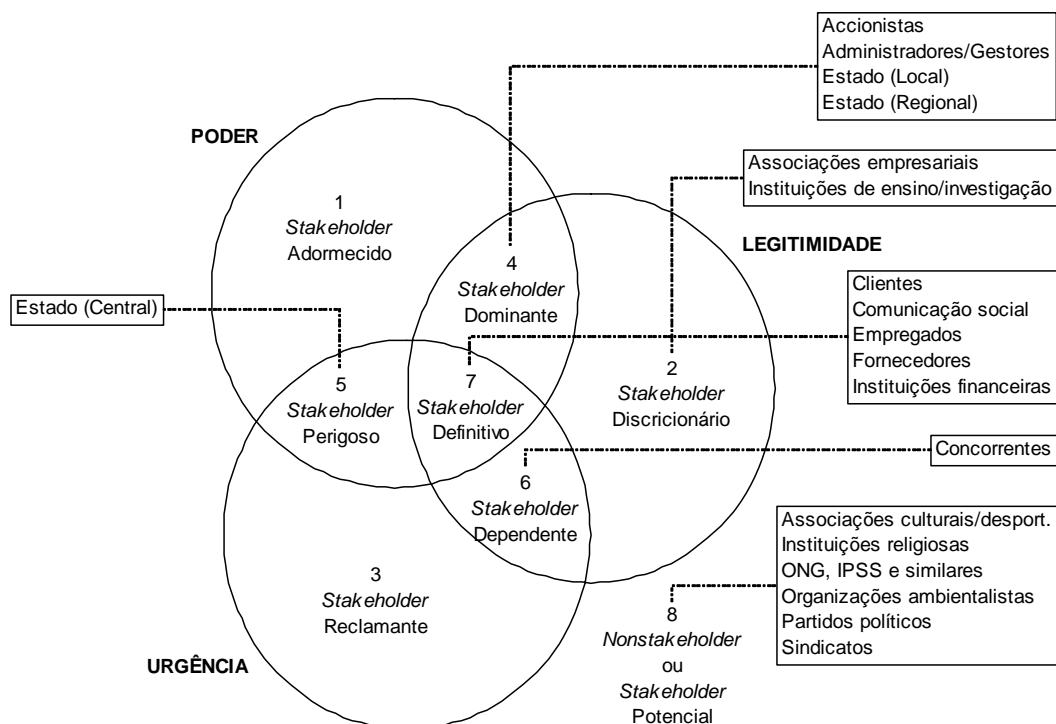 Accionistas
Administradores/Gestores
Estado (Local)
Estado (Regional)
PODER
Associações empresariais
Instituições de ensino/investigação
1
Stakeholder
Adormecido
LEGITIMIDADE
4
Stakeholder
Dominante
Clientes
Comunicação social
Empregados
Fornecedores
Instituições financeiras
Estado (Central)
2
Stakeholder
Discricionário
5
Stakeholder
Perigoso
7
Stakeholder
Definitivo
Concorrentes
6
Stakeholder
Dependente
Associações culturais/desport.
Instituições religiosas
ONG, IPSS e similares
Organizações ambientalistas
Partidos políticos
Sindicatos
3
Stakeholder
Reclamante
8
Nonstakeholder
ou
Stakeholder
Potencial
URGÊNCIA